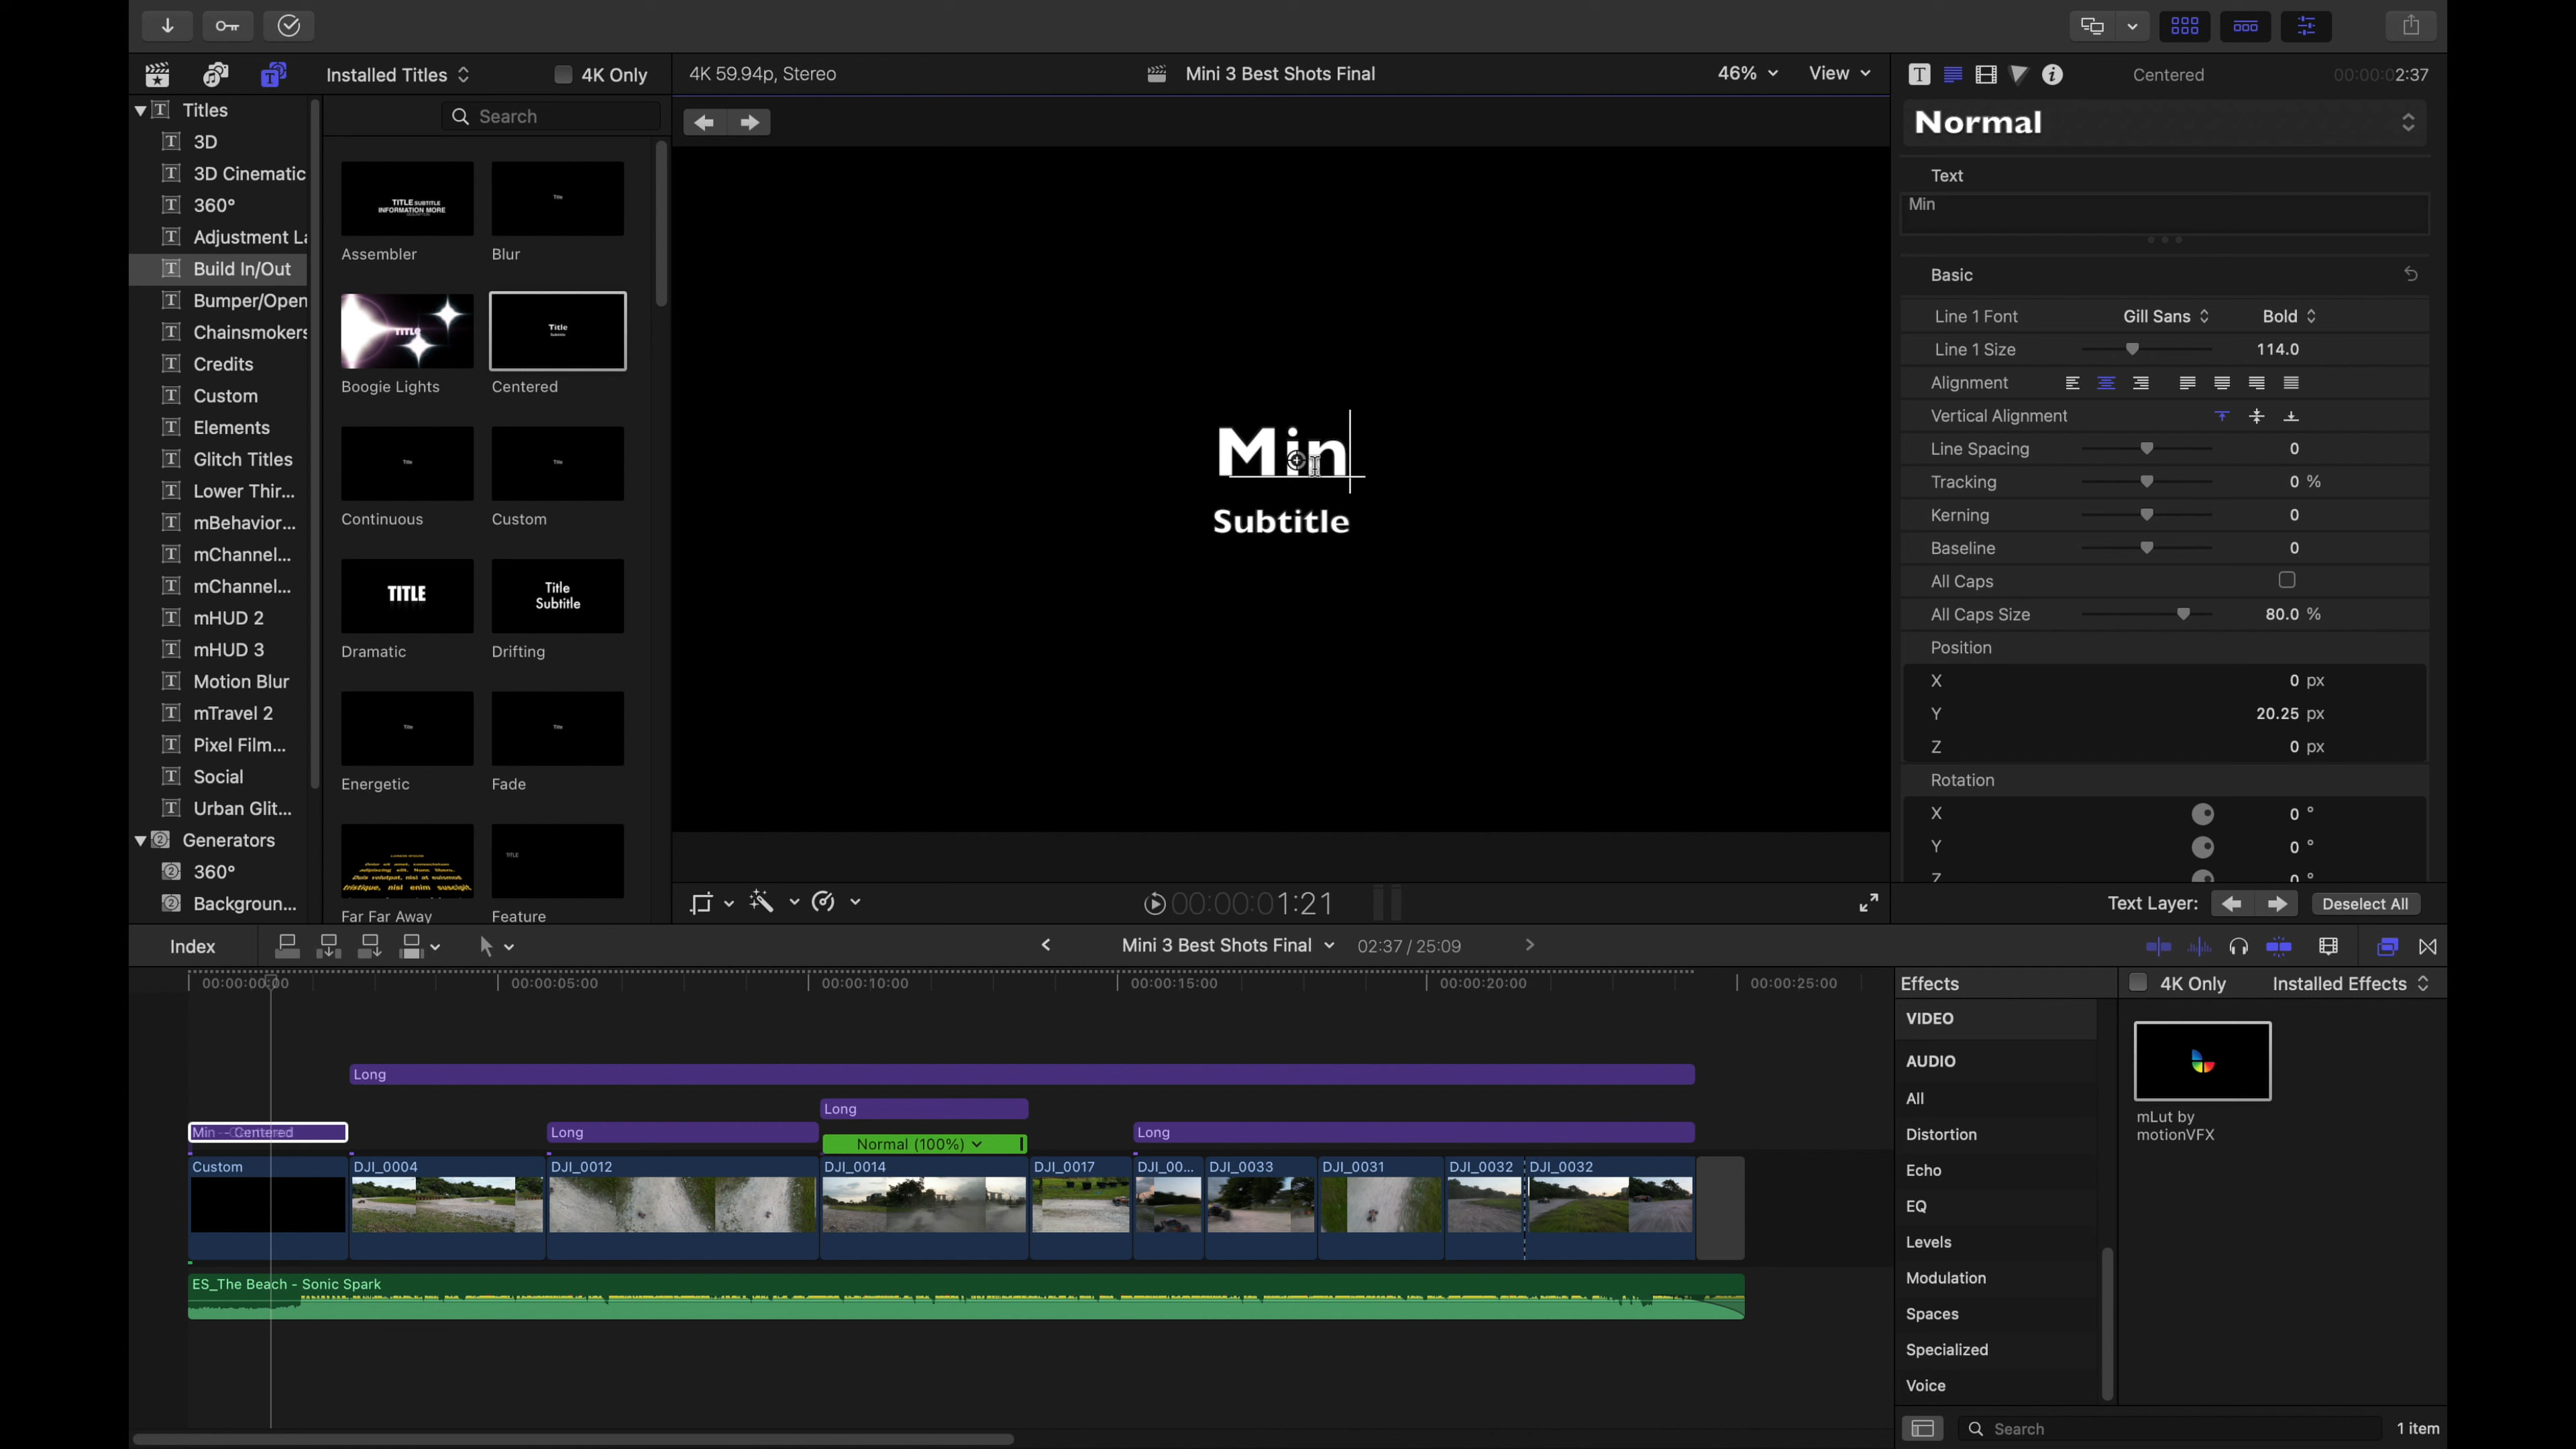 Installed Titles
4K Only
4K 59.94p, Stereo
Mini 3 Best Shots Final
46%
View
Centered
00:00:02:37
Titles
3D
3D Cinematic
360°
Adjustment La
Build In/Out
Bumper/Open
Chainsmokers
Credits
Custom
Elements
Glitch Titles
Lower Thir...
mBehavior...
mChannel...
mChannel...
mHUD 2
mHUD 3
Motion Blur
mTravel 2
Pixel Film...
Social
Urban Glit...
Generators
360°
Backgroun...
Search
TITLE SUBTITLE
INFORMATION MORE
Assembler
Title
Blur
TITLE
Boogie Lights
Title
Subtitle
Centered
Title
Continuous
Title
Custom
TITLE
Dramatic
Title
Subtitle
Drifting
Title
Energetic
Title
Fade
Far Far Away
TITLE
Feature
Min
Subtitle
00:00:01:21
Normal
Text
Min
Basic
Line 1 Font Gill Sans Bold
Line 1 Size 114.0
Alignment
Vertical Alignment
Line Spacing 0
Tracking 0 %
Kerning 0
Baseline 0
All Caps
All Caps Size 80.0 %
Position
X 0 px
Y 20.25 px
Z 0 px
Rotation
X 0 °
Y 0 °
Z 0 °
Text Layer:
Deselect All
Index
Mini 3 Best Shots Final
02:37 / 25:09
00:00:00:00
00:00:05:00
00:00:10:00
00:00:15:00
00:00:20:00
00:00:25:00
Long
Long
Min - Centered
Long
Long
Normal (100%)
Custom
DJI_0004
DJI_0012
DJI_0014
DJI_0017
DJI_00...
DJI_0033
DJI_0031
DJI_0032
DJI_0032
ES_The Beach - Sonic Spark
Effects
4K Only
Installed Effects
VIDEO
AUDIO
All
Distortion
Echo
EQ
Levels
Modulation
Spaces
Specialized
Voice
mLut by
motionVFX
Search
1 item